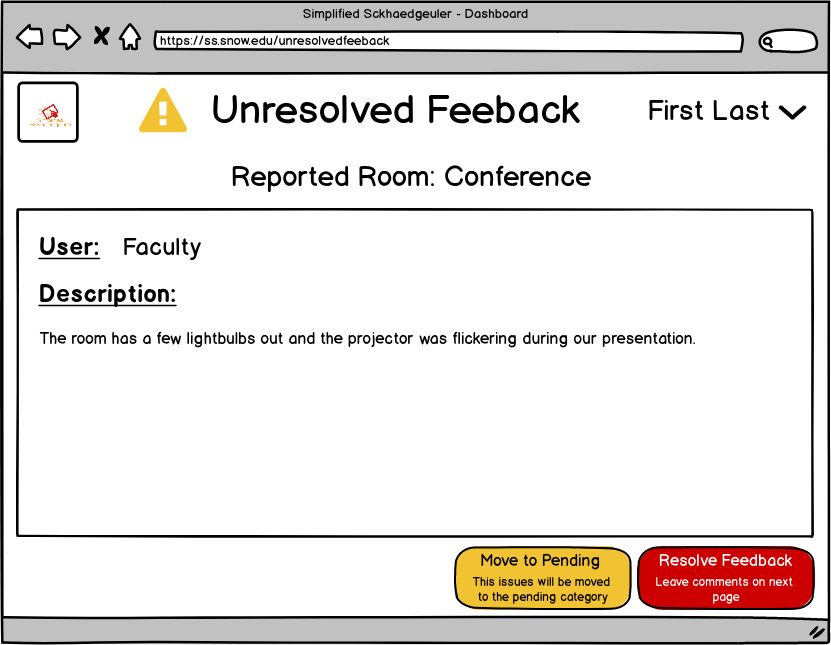 Simplified Sckhaedgeuler - Dashboard
https://ss.snow.edu/unresolvedfeeback
Unresolved Feeback
First Last
Reported Room: Conference
User: Faculty
Description:
The room has a few lightbulbs out and the projector was flickering during our presentation.
Move to Pending
This issues will be moved
to the pending category
Resolve Feedback
Leave comments on next
page